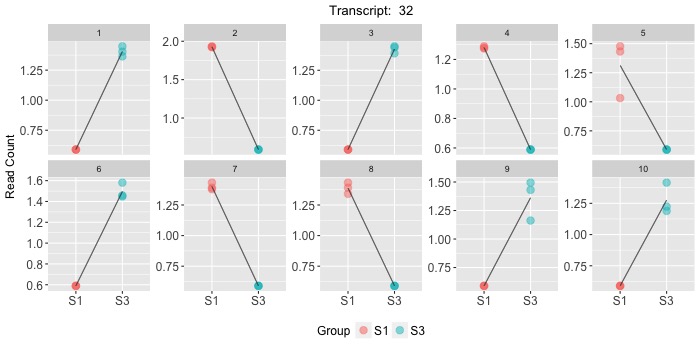 Transcript: 32
1 2 3 4 5
1.25 1.00 0.75
2.0 1.5 1.0
1.25 1.00 0.75
1.2 1.0 0.8 0.6
1.50 1.25 1.00 0.75
Read Count
6 7 8 9 10
1.6 1.4 1.2 1.0 0.8 0.6
1.25 1.00 0.75
1.25 1.00 0.75
1.50 1.25 1.00 0.75
1.25 1.00 0.75
S1 S3 S1 S3 S1 S3 S1 S3 S1 S3
Group S1 S3